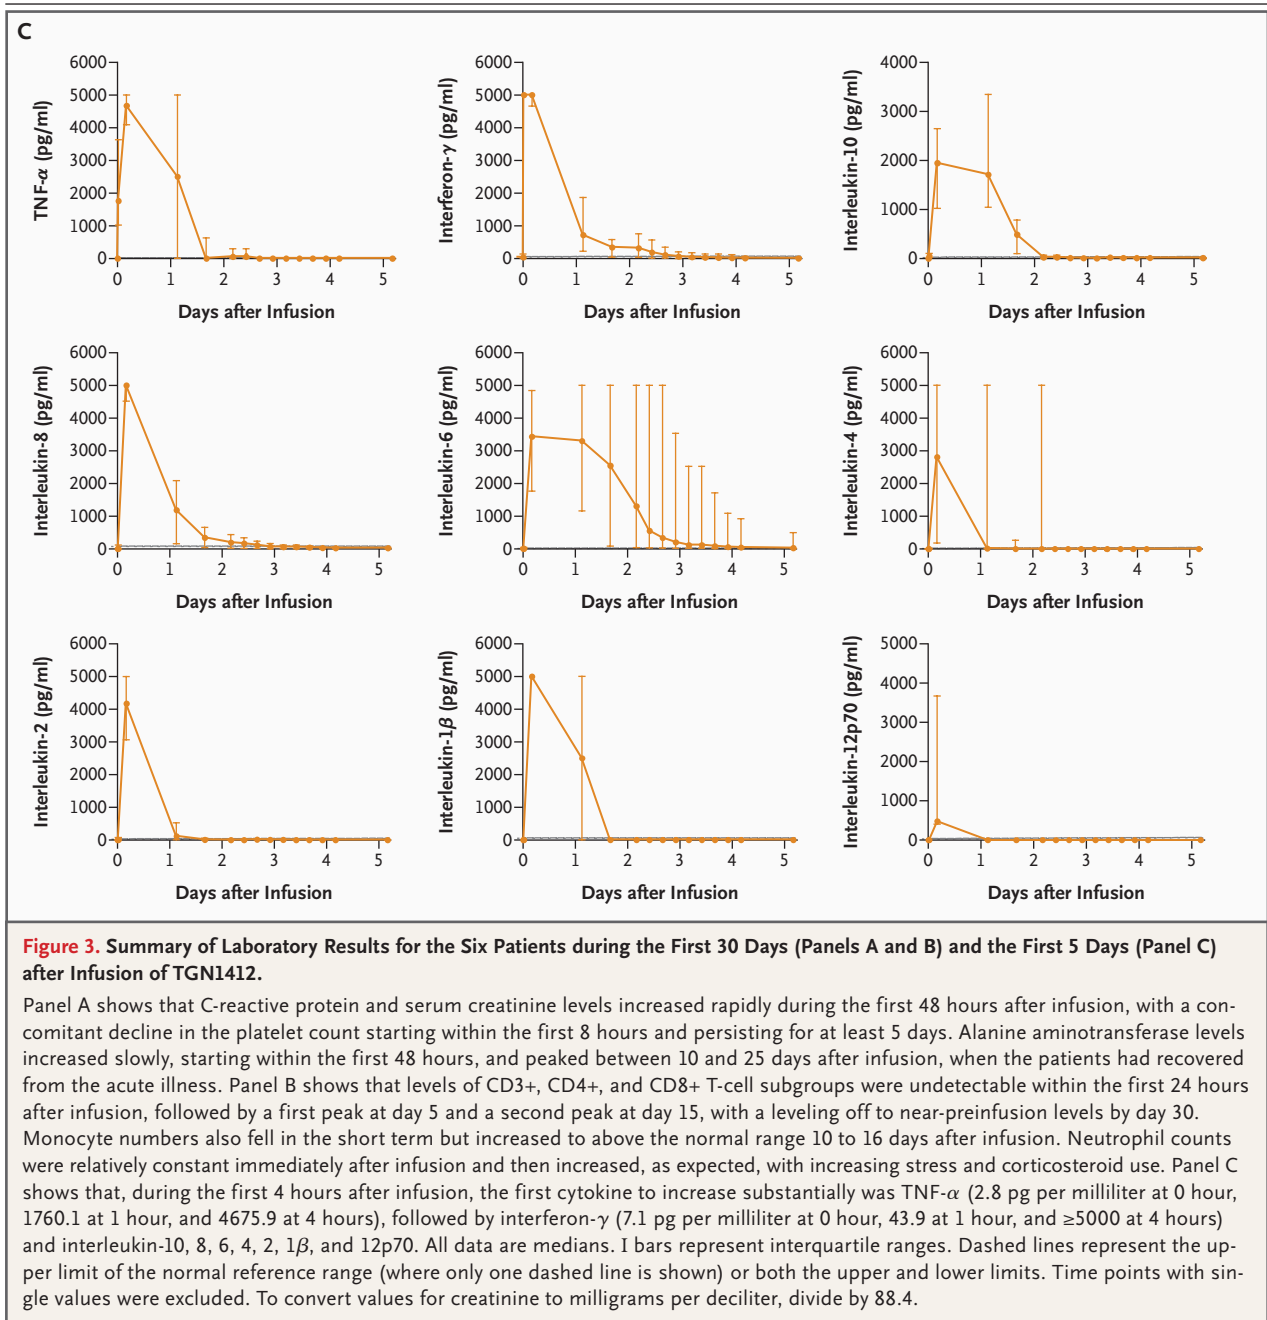 C
TNF-α (pg/ml)
6000
5000
4000
3000
2000
1000
0
0 1 2 3 4 5
Days after Infusion
Interferon-γ (pg/ml)
6000
5000
4000
3000
2000
1000
0
0 1 2 3 4 5
Days after Infusion
Interleukin-10 (pg/ml)
4000
3000
2000
1000
0
0 1 2 3 4 5
Days after Infusion
Interleukin-8 (pg/ml)
6000
5000
4000
3000
2000
1000
0
0 1 2 3 4 5
Days after Infusion
Interleukin-6 (pg/ml)
6000
5000
4000
3000
2000
1000
0
0 1 2 3 4 5
Days after Infusion
Interleukin-4 (pg/ml)
6000
5000
4000
3000
2000
1000
0
0 1 2 3 4 5
Days after Infusion
Interleukin-2 (pg/ml)
6000
5000
4000
3000
2000
1000
0
0 1 2 3 4 5
Days after Infusion
Interleukin-1β (pg/ml)
6000
5000
4000
3000
2000
1000
0
0 1 2 3 4 5
Days after Infusion
Interleukin-12p70 (pg/ml)
5000
4000
3000
2000
1000
0
0 1 2 3 4 5
Days after Infusion
Figure 3. Summary of Laboratory Results for the Six Patients during the First 30 Days (Panels A and B) and the First 5 Days (Panel C)
after Infusion of TGN1412.
Panel A shows that C-reactive protein and serum creatinine levels increased rapidly during the first 48 hours after infusion, with a con-
comitant decline in the platelet count starting within the first 8 hours and persisting for at least 5 days. Alanine aminotransferase levels
increased slowly, starting within the first 48 hours, and peaked between 10 and 25 days after infusion, when the patients had recovered
from the acute illness. Panel B shows that levels of CD3+, CD4+, and CD8+ T-cell subgroups were undetectable within the first 24 hours
after infusion, followed by a first peak at day 5 and a second peak at day 15, with a leveling off to near-preinfusion levels by day 30.
Monocyte numbers also fell in the short term but increased to above the normal range 10 to 16 days after infusion. Neutrophil counts
were relatively constant immediately after infusion and then increased, as expected, with increasing stress and corticosteroid use. Panel C
shows that, during the first 4 hours after infusion, the first cytokine to increase substantially was TNF-α (2.8 pg per milliliter at 0 hour,
1760.1 at 1 hour, and 4675.9 at 4 hours), followed by interferon-γ (7.1 pg per milliliter at 0 hour, 43.9 at 1 hour, and ≥5000 at 4 hours)
and interleukin-10, 8, 6, 4, 2, 1β, and 12p70. All data are medians. I bars represent interquartile ranges. Dashed lines represent the up-
per limit of the normal reference range (where only one dashed line is shown) or both the upper and lower limits. Time points with sin-
gle values were excluded. To convert values for creatinine to milligrams per deciliter, divide by 88.4.